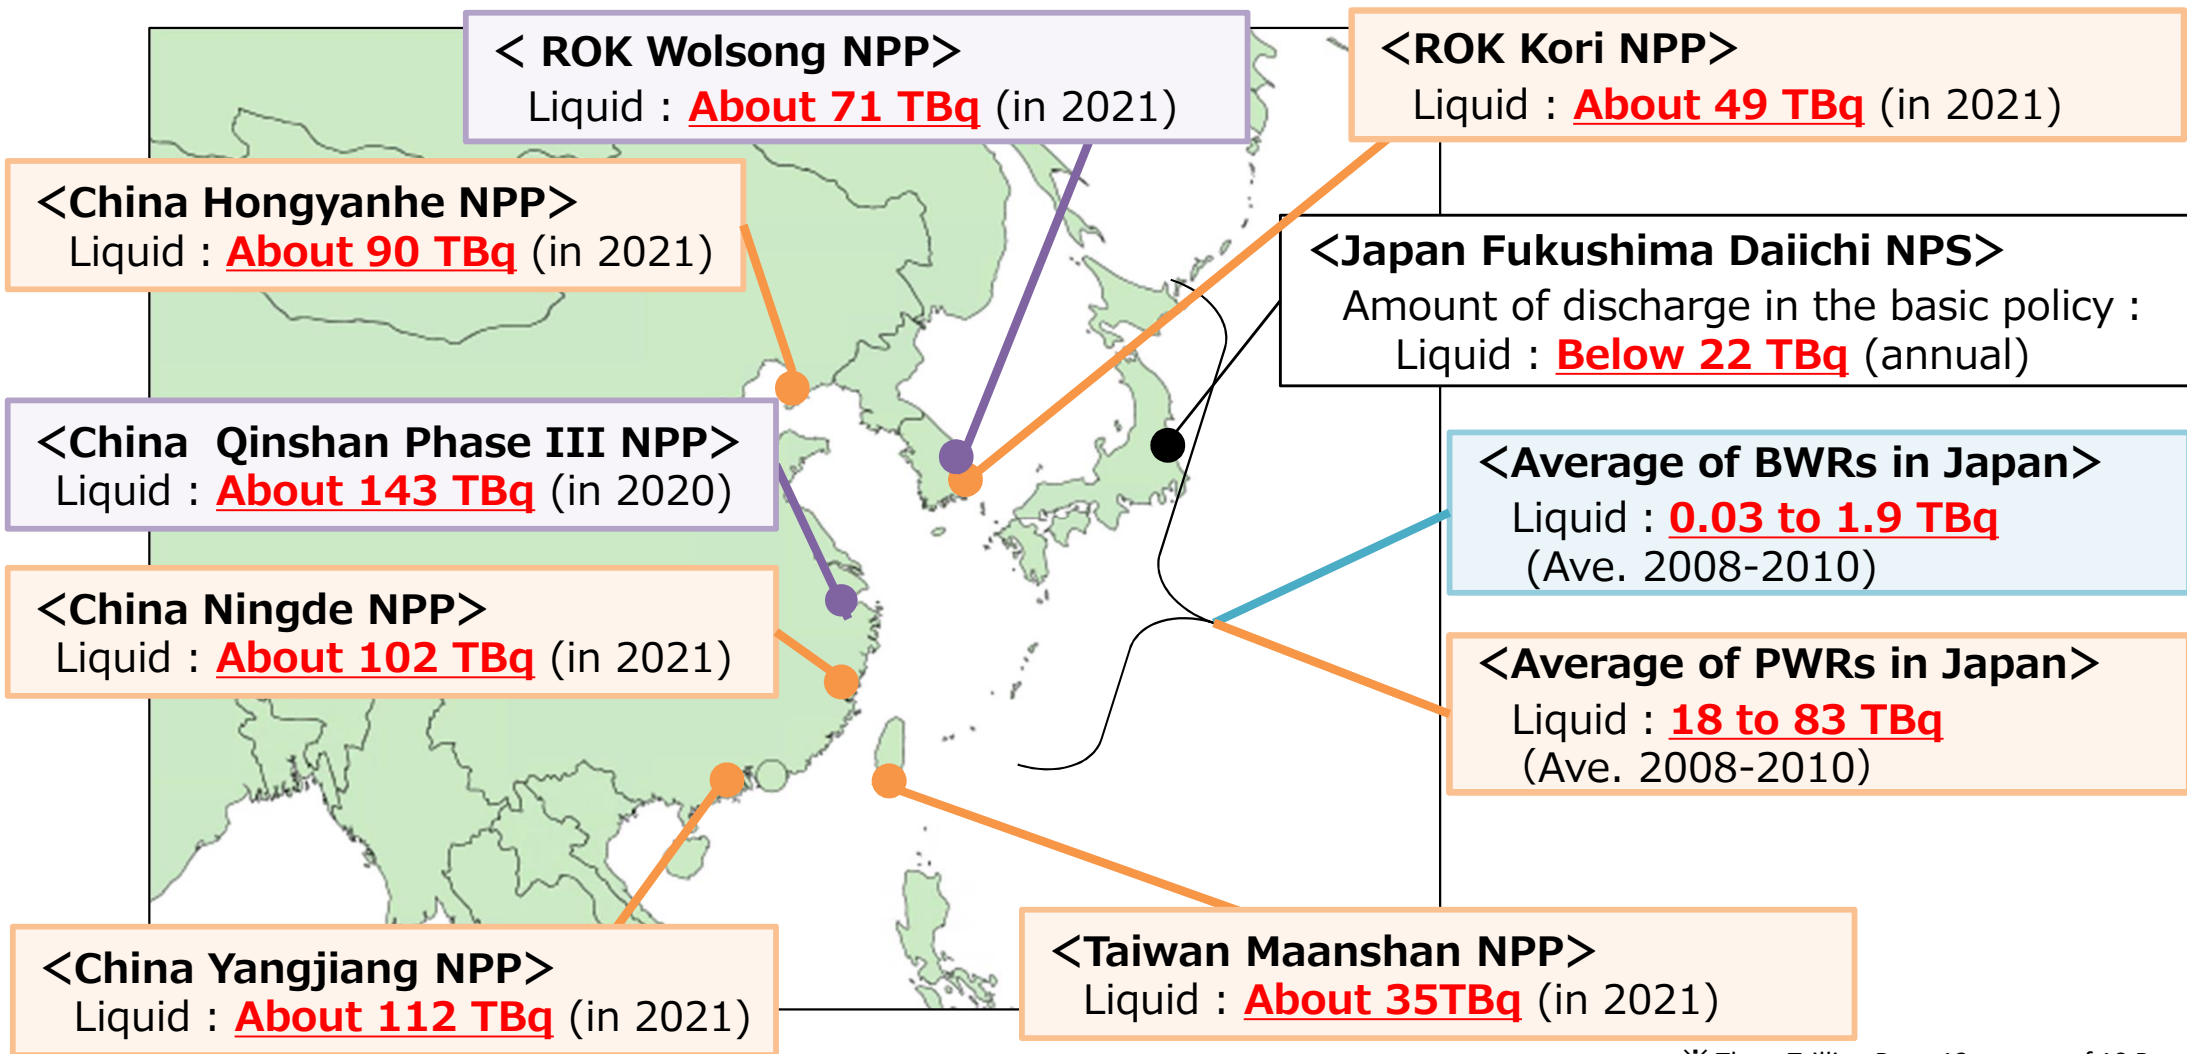 < ROK Wolsong NPP>
Liquid : About 71 TBq (in 2021)
<ROK Kori NPP>
Liquid : About 49 TBq (in 2021)
<China Hongyanhe NPP>
Liquid : About 90 TBq (in 2021)
<Japan Fukushima Daiichi NPS>
Amount of discharge in the basic policy :
Liquid : Below 22 TBq (annual)
<China Qinshan Phase III NPP>
Liquid : About 143 TBq (in 2020)
<Average of BWRs in Japan>
Liquid : 0.03 to 1.9 TBq
(Ave. 2008-2010)
<China Ningde NPP>
Liquid : About 102 TBq (in 2021)
<Average of PWRs in Japan>
Liquid : 18 to 83 TBq
(Ave. 2008-2010)
<China Yangjiang NPP>
Liquid : About 112 TBq (in 2021)
<Taiwan Maanshan NPP>
Liquid : About 35TBq (in 2021)